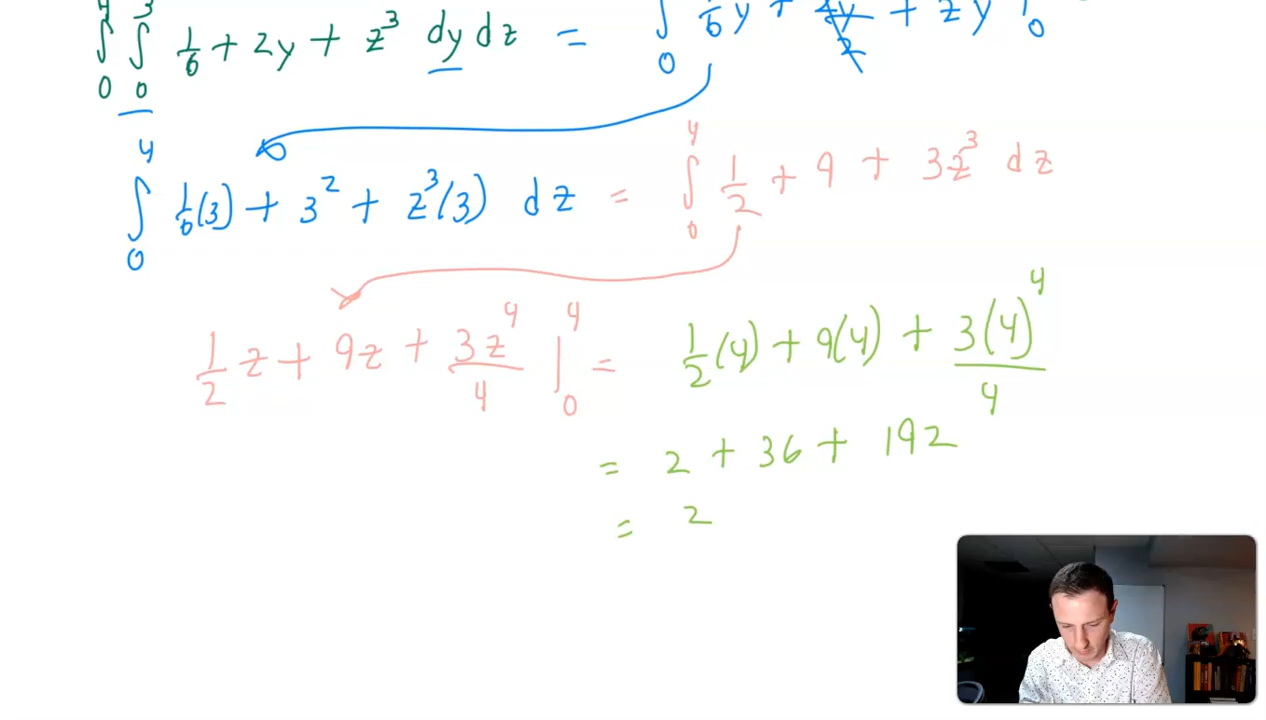 ∫₀⁴ ∫₀³ 1/6 + 2y + z³ dy dz = ∫₀ 1/6 y + 2y/2 + z y |₀
∫₀⁴ 1/6(3) + 3² + z³(3) dz = ∫₀⁴ 1/2 + 9 + 3z³ dz
1/2 z + 9z + 3z⁴/4 |₀⁴ = 1/2(4) + 9(4) + 3(4)⁴/4
= 2 + 36 + 192
= 2